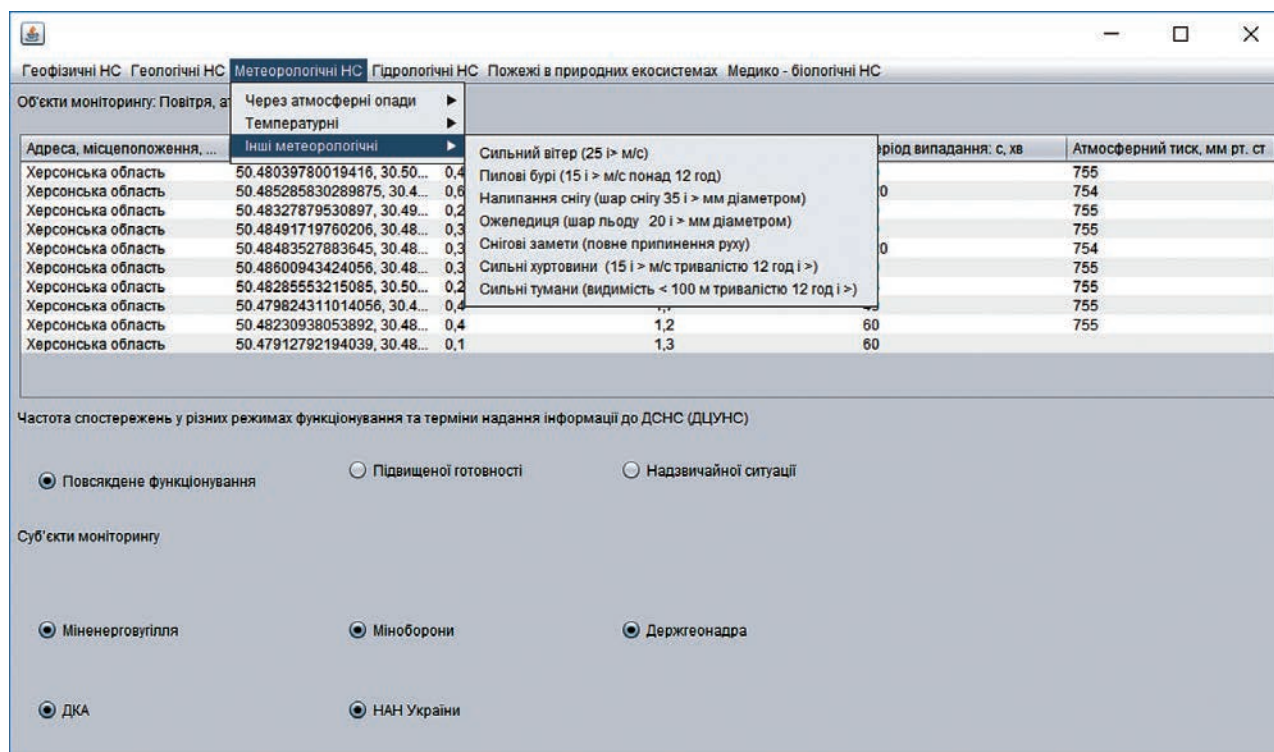 Геофізичні НС Геологічні НС Метеорологічні НС Гідрологічні НС Пожежі в природних екосистемах Медико - біологічні НС
Об'єкти моніторингу: Повітря,
Через атмосферні опади
Температурні
Інші метеорологічні
Сильний вітер (25 і> м/с)
Пилові бурі (15 і > м/с понад 12 год)
Налипання снігу (шар снігу 35 і > мм діаметром)
Ожеледиця (шар льоду 20 і > мм діаметром)
Снігові замети (повне припинення руху)
Сильні хуртовини (15 і > м/с тривалістю 12 год і >)
Сильні тумани (видимість < 100 м тривалістю 12 год і >)
Адреса, місцеположення, ... випадання: с, хв Атмосферний тиск, мм рт. ст
Херсонська область 50.48039780019416, 30.50... 0,4 755
Херсонська область 50.485285830289875, 30.4... 0,6 754
Херсонська область 50.48327879530897, 30.49... 0,2 755
Херсонська область 50.48491719760206, 30.48... 0,3 755
Херсонська область 50.48483527883645, 30.48... 0,3 754
Херсонська область 50.48600943424056, 30.48... 0,3 755
Херсонська область 50.48285553215085, 30.50... 0,2 755
Херсонська область 50.479824311014056, 30.4... 0,4 755
Херсонська область 50.48230938053892, 30.48... 0,4 1,2 60 755
Херсонська область 50.47912792194039, 30.48... 0,1 1,3 60
Частота спостережень у різних режимах функціонування та терміни надання інформації до ДСНС (ДЦУНС)
Повсякдене функціонування Підвищеної готовності Надзвичайної ситуації
Суб'єкти моніторингу
Міненерговугілля Міноборони Держгеонадра
ДКА НАН України